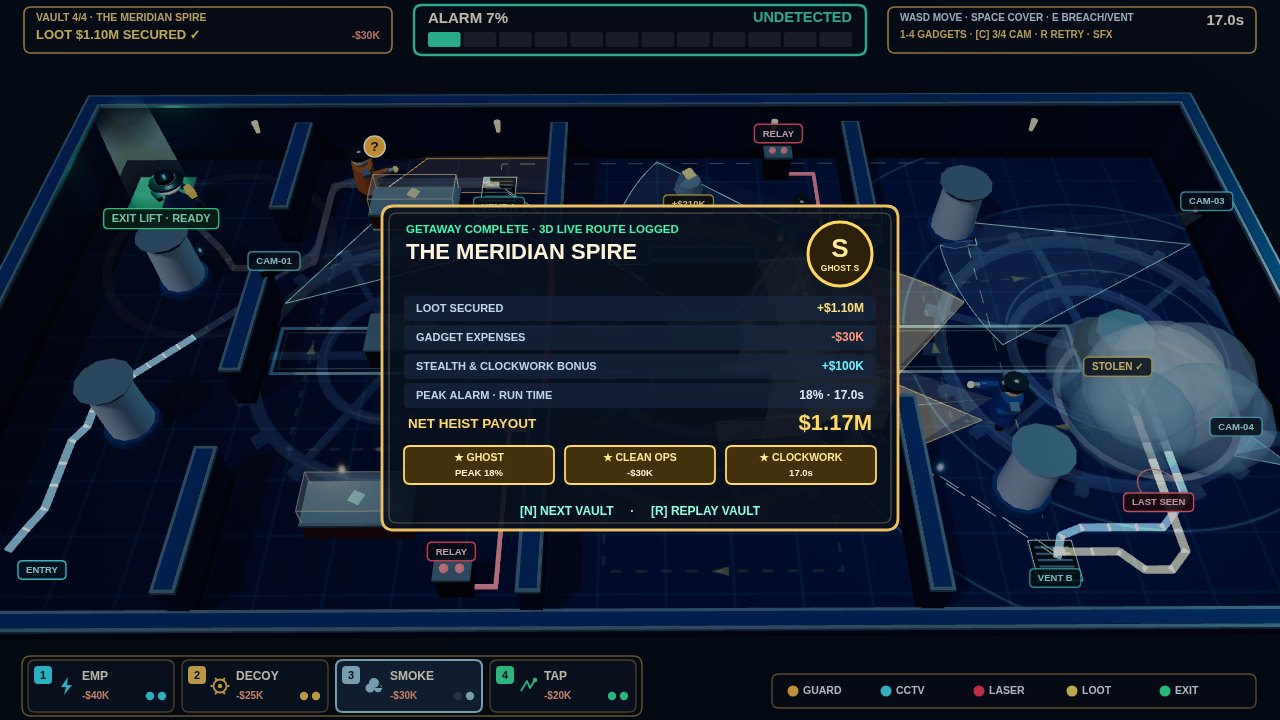 VAULT 4/4 · THE MERIDIAN SPIRE
LOOT $1.10M SECURED ✓ -$30K
ALARM 7% UNDETECTED
WASD MOVE · SPACE COVER · E BREACH/VENT 17.0s
1-4 GADGETS · [C] 3/4 CAM · R RETRY · SFX
RELAY
?
CAM-03
EXIT LIFT · READY
CAM-01
GETAWAY COMPLETE · 3D LIVE ROUTE LOGGED
THE MERIDIAN SPIRE
S
GHOST S
LOOT SECURED +$1.10M
GADGET EXPENSES -$30K
STEALTH & CLOCKWORK BONUS +$100K
PEAK ALARM · RUN TIME 18% · 17.0s
NET HEIST PAYOUT $1.17M
★ GHOST
PEAK 18%
★ CLEAN OPS
-$30K
★ CLOCKWORK
17.0s
[N] NEXT VAULT · [R] REPLAY VAULT
STOLEN ✓
CAM-04
LAST SEEN
RELAY
ENTRY
VENT B
1 EMP -$40K
2 DECOY -$25K
3 SMOKE -$30K
4 TAP -$20K
GUARD CCTV LASER LOOT EXIT